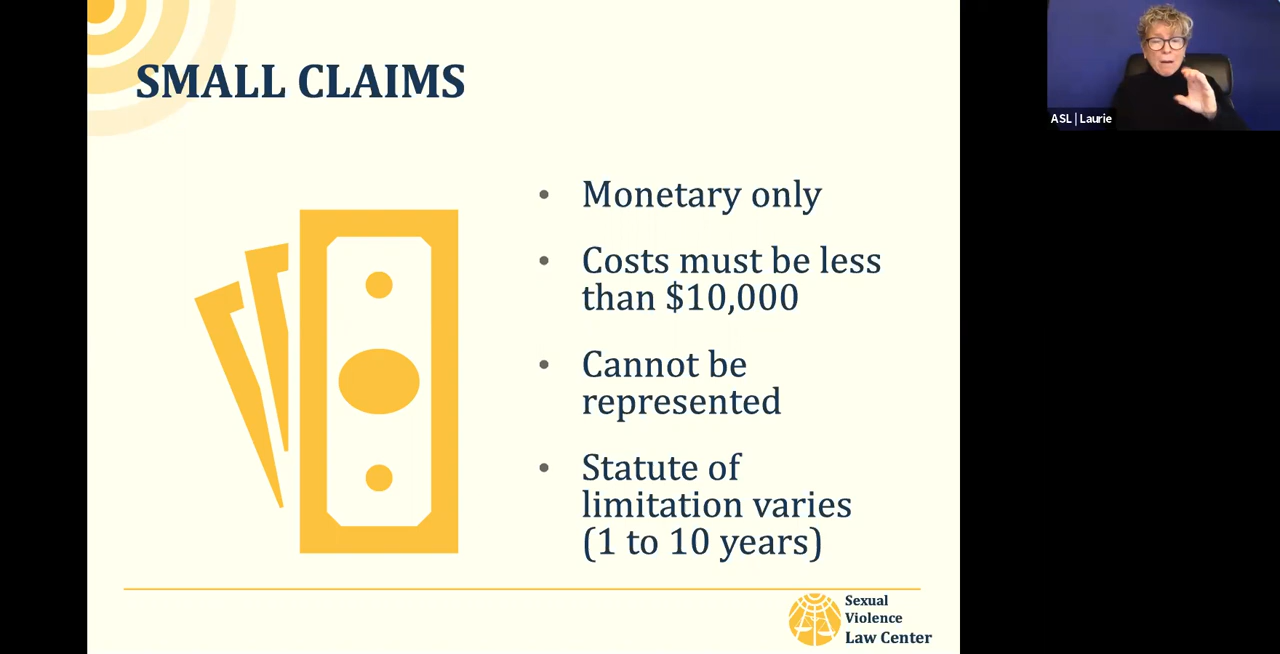 SMALL CLAIMS
• Monetary only
• Costs must be less
than $10,000
• Cannot be
represented
• Statute of
limitation varies
(1 to 10 years)
Sexual
Violence
Law Center
ASL | Laurie